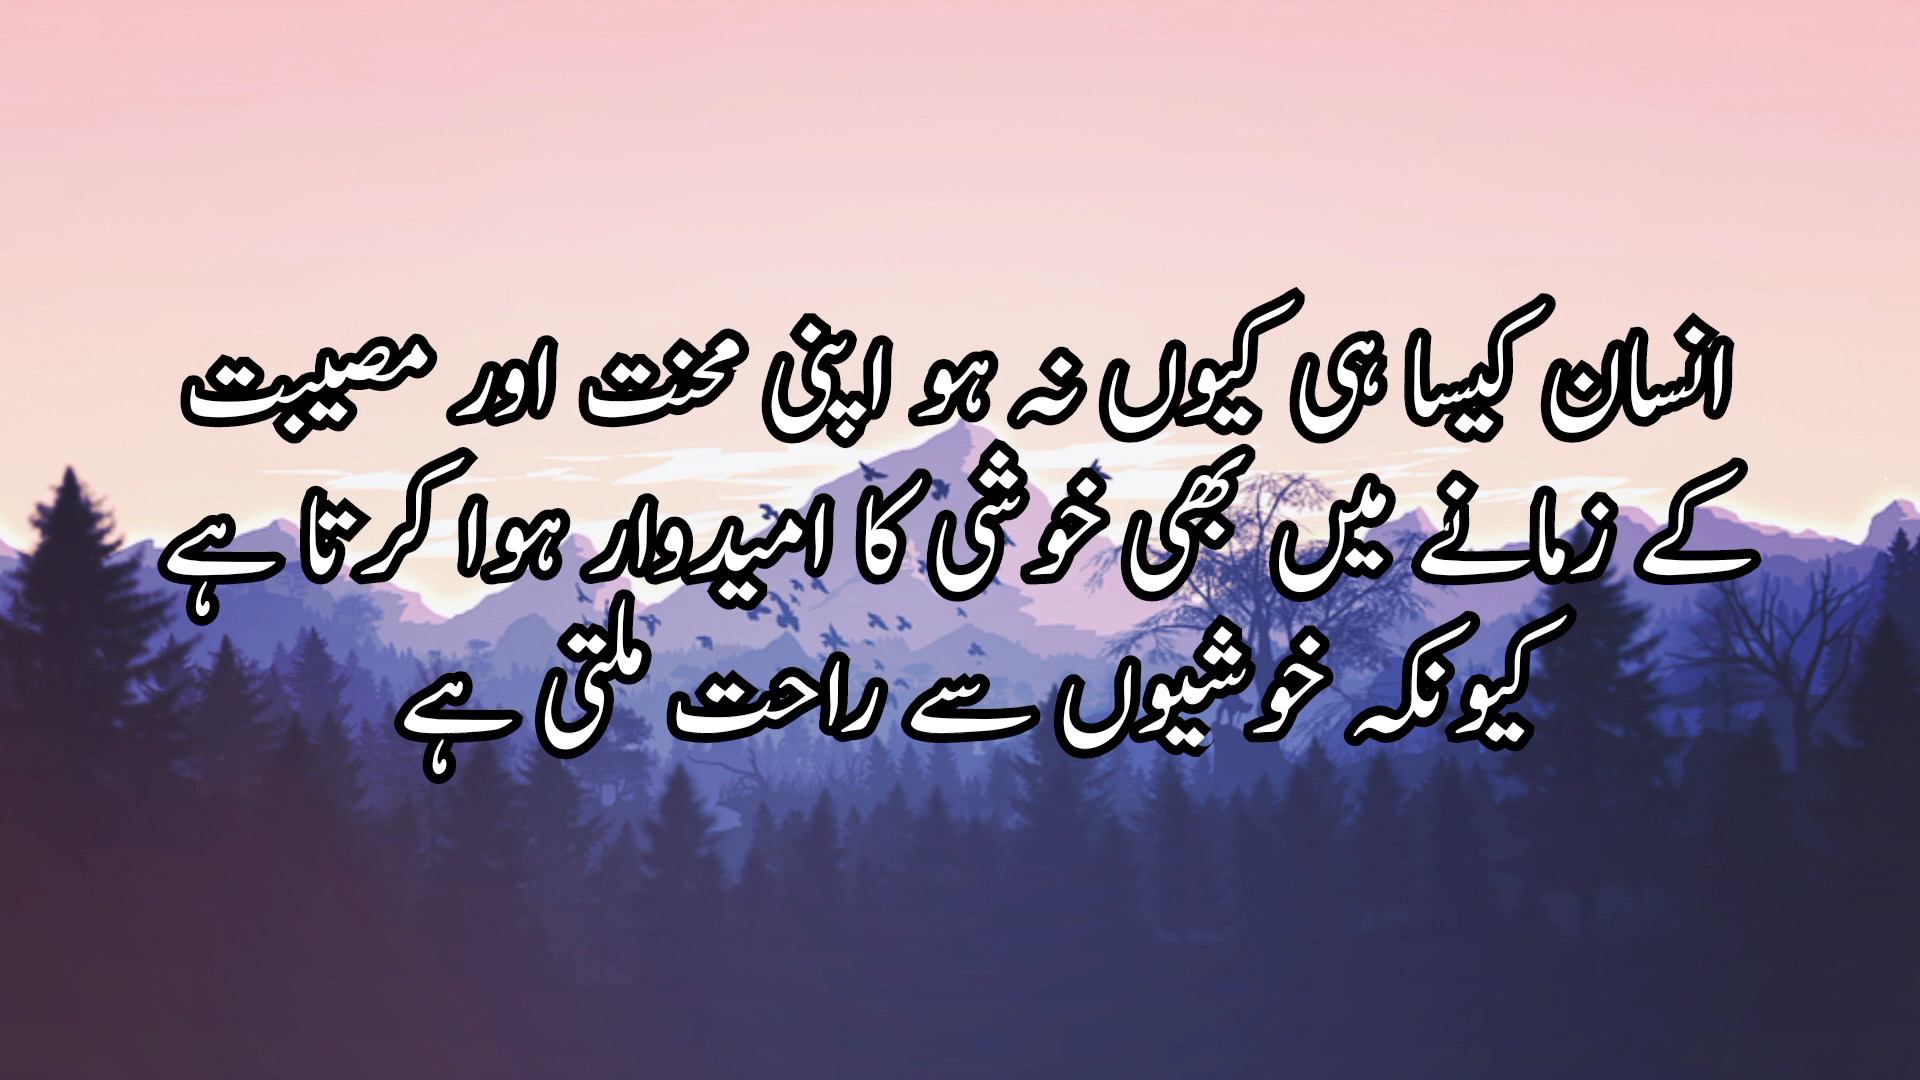 انسان کیسا ہی کیوں نہ ہو اپنی محنت اور مصیبت
کے زمانے میں بھی خوشی کا امیدوار ہوا کرتا ہے
کیونکہ خوشیوں سے راحت ملتی ہے